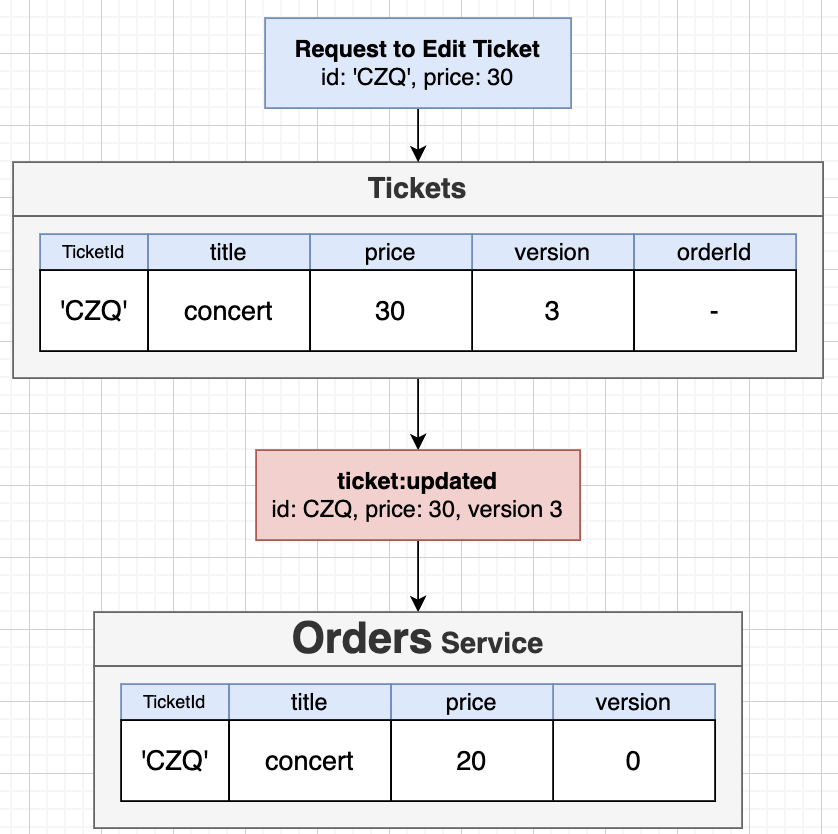 Request to Edit Ticket
id: 'CZQ', price: 30
Tickets
TicketId title price version orderId
'CZQ' concert 30 3 -
ticket:updated
id: CZQ, price: 30, version 3
Orders Service
TicketId title price version
'CZQ' concert 20 0